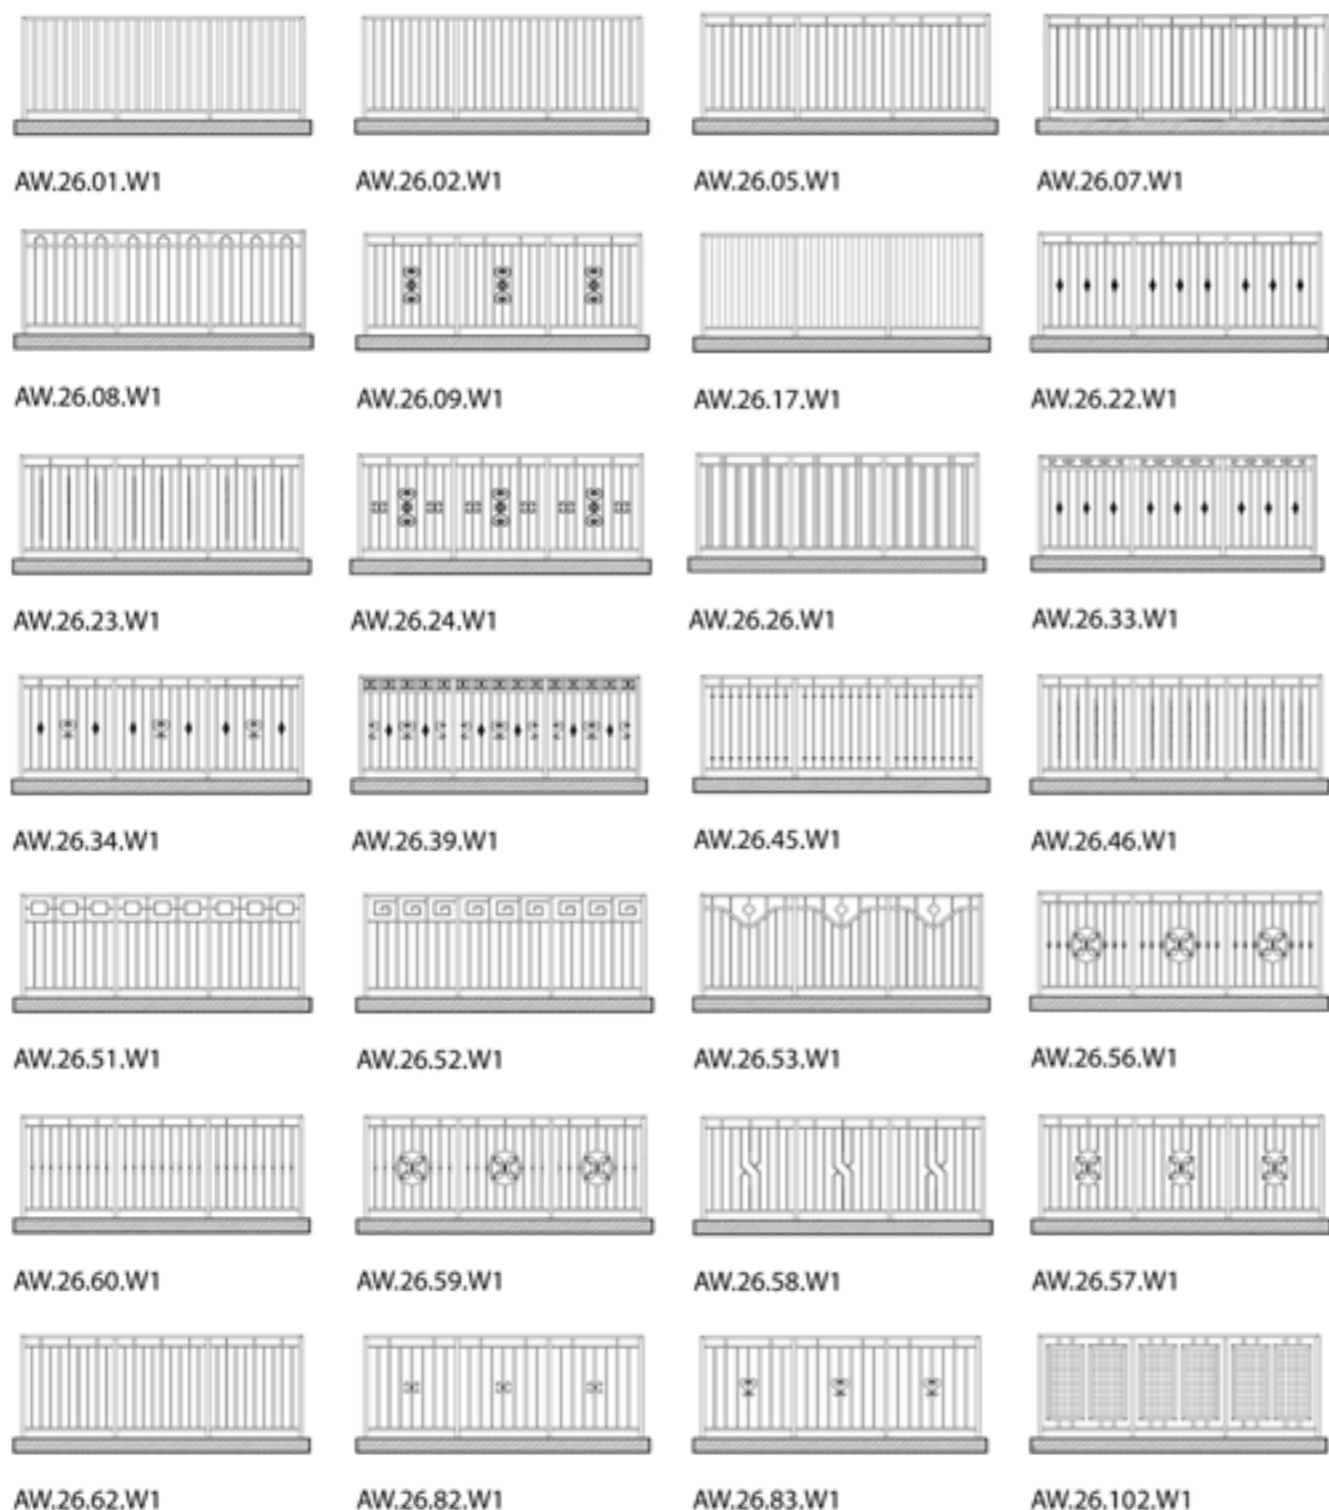 AW.26.01.W1 AW.26.02.W1 AW.26.05.W1 AW.26.07.W1
AW.26.08.W1 AW.26.09.W1 AW.26.17.W1 AW.26.22.W1
AW.26.23.W1 AW.26.24.W1 AW.26.26.W1 AW.26.33.W1
AW.26.34.W1 AW.26.39.W1 AW.26.45.W1 AW.26.46.W1
AW.26.51.W1 AW.26.52.W1 AW.26.53.W1 AW.26.56.W1
AW.26.60.W1 AW.26.59.W1 AW.26.58.W1 AW.26.57.W1
AW.26.62.W1 AW.26.82.W1 AW.26.83.W1 AW.26.102.W1